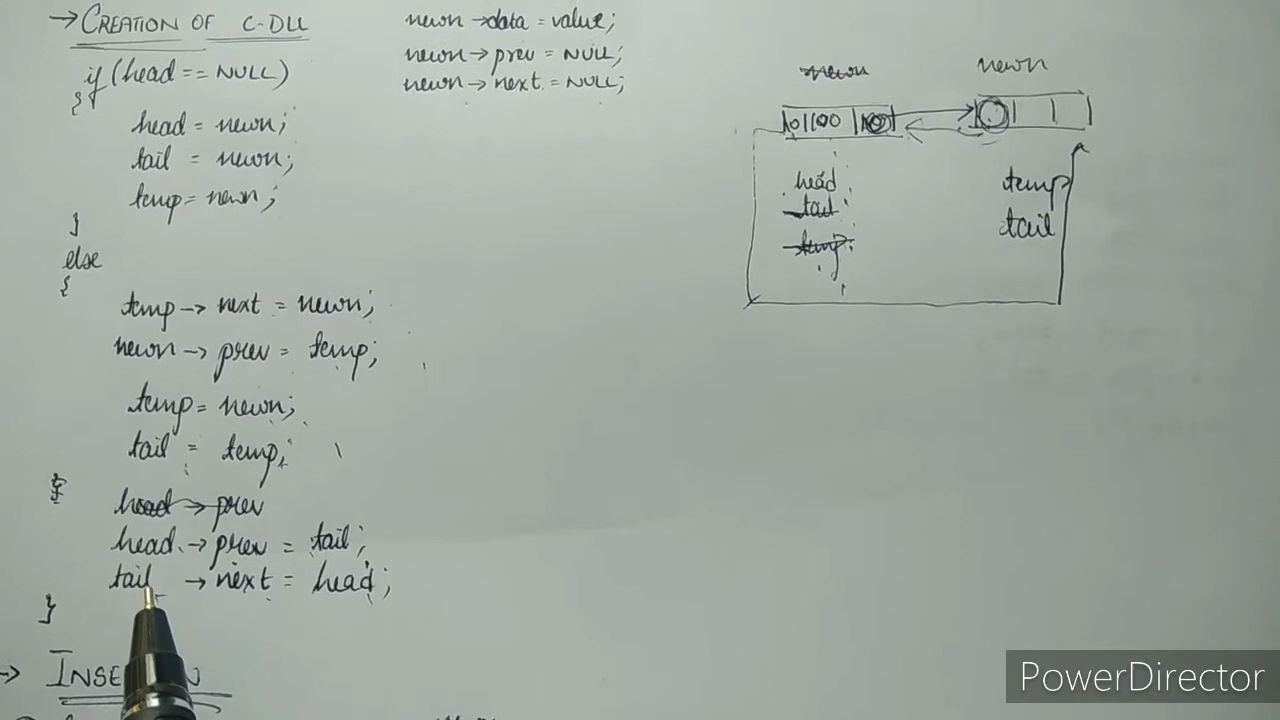 → CREATION OF C-DLL
if (head == NULL)
{
head = newn;
tail = newn;
temp = newn;
}
else
{
temp → next = newn;
newn → prev = temp;
temp = newn;
tail = temp;
head → prev
head → prev = tail;
tail → next = head;
}
newn → data = value;
newn → prev = NULL;
newn → next = NULL;
newn
newn
head
tail
temp
temp
tail
PowerDirector